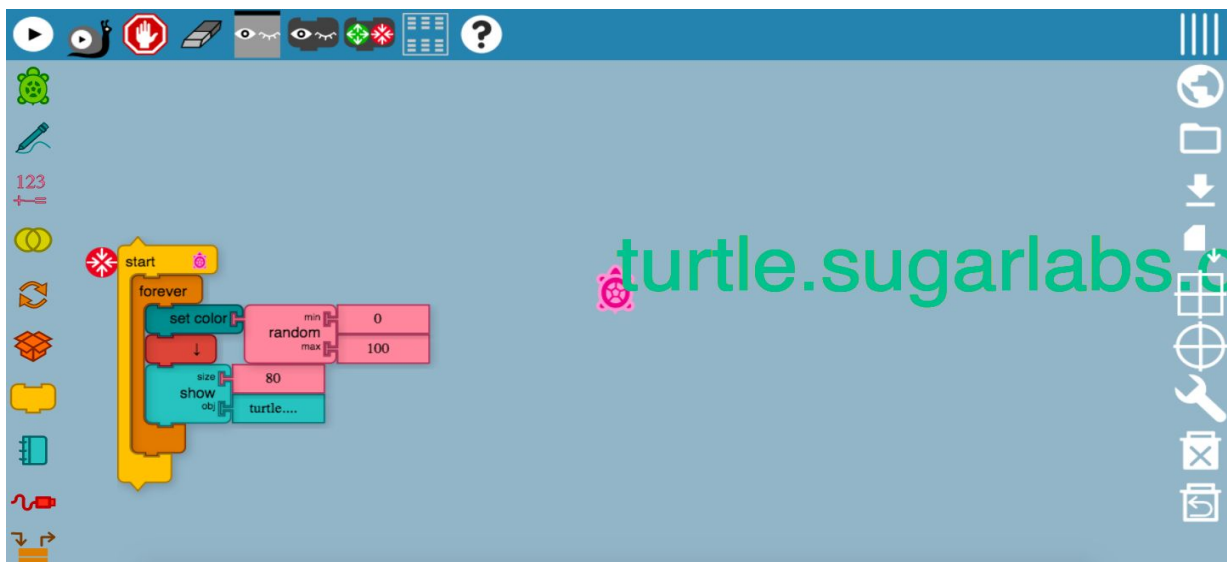 ?
123
start
forever
set color
min
0
random
max
100
↓
size
80
show
obj
turtle....
turtle.sugarlabs.